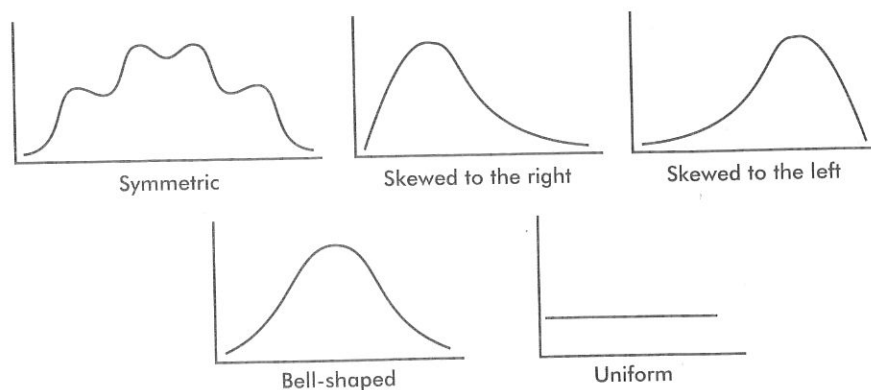 Symmetric
Skewed to the right
Skewed to the left
Bell-shaped
Uniform